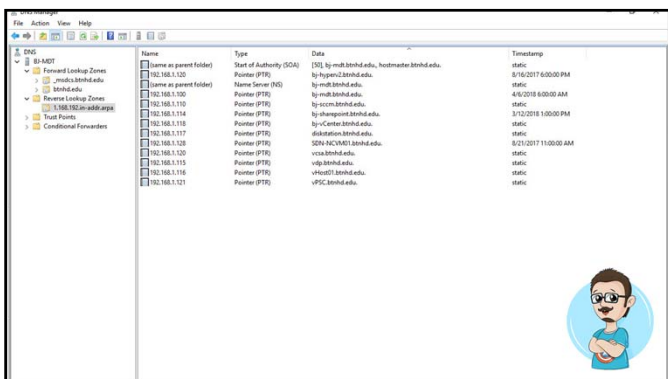 DNS Manager
File Action View Help
DNS
BJ-MDT
Forward Lookup Zones
_msdcs.btnhd.edu
btnhd.edu
Reverse Lookup Zones
1.168.192.in-addr.arpa
Trust Points
Conditional Forwarders
Name Type Data Timestamp
(same as parent folder) Start of Authority (SOA) [50], bj-mdt.btnhd.edu., hostmaster.btnhd.edu. static
192.168.1.120 Pointer (PTR) bj-hyperv2.btnhd.edu. 8/16/2017 6:00:00 PM
(same as parent folder) Name Server (NS) bj-mdt.btnhd.edu. static
192.168.1.100 Pointer (PTR) bj-mdt.btnhd.edu. 4/6/2018 6:00:00 AM
192.168.1.110 Pointer (PTR) bj-sccm.btnhd.edu. static
192.168.1.114 Pointer (PTR) bj-sharepoint.btnhd.edu. 3/12/2018 1:00:00 PM
192.168.1.118 Pointer (PTR) bj-vCenter.btnhd.edu. static
192.168.1.117 Pointer (PTR) diskstation.btnhd.edu. static
192.168.1.128 Pointer (PTR) SDN-NCVM01.btnhd.edu. 8/21/2017 11:00:00 AM
192.168.1.120 Pointer (PTR) vcsa.btnhd.edu. static
192.168.1.115 Pointer (PTR) vdp.btnhd.edu. static
192.168.1.116 Pointer (PTR) vHost01.btnhd.edu. static
192.168.1.121 Pointer (PTR) vPSC.btnhd.edu. static